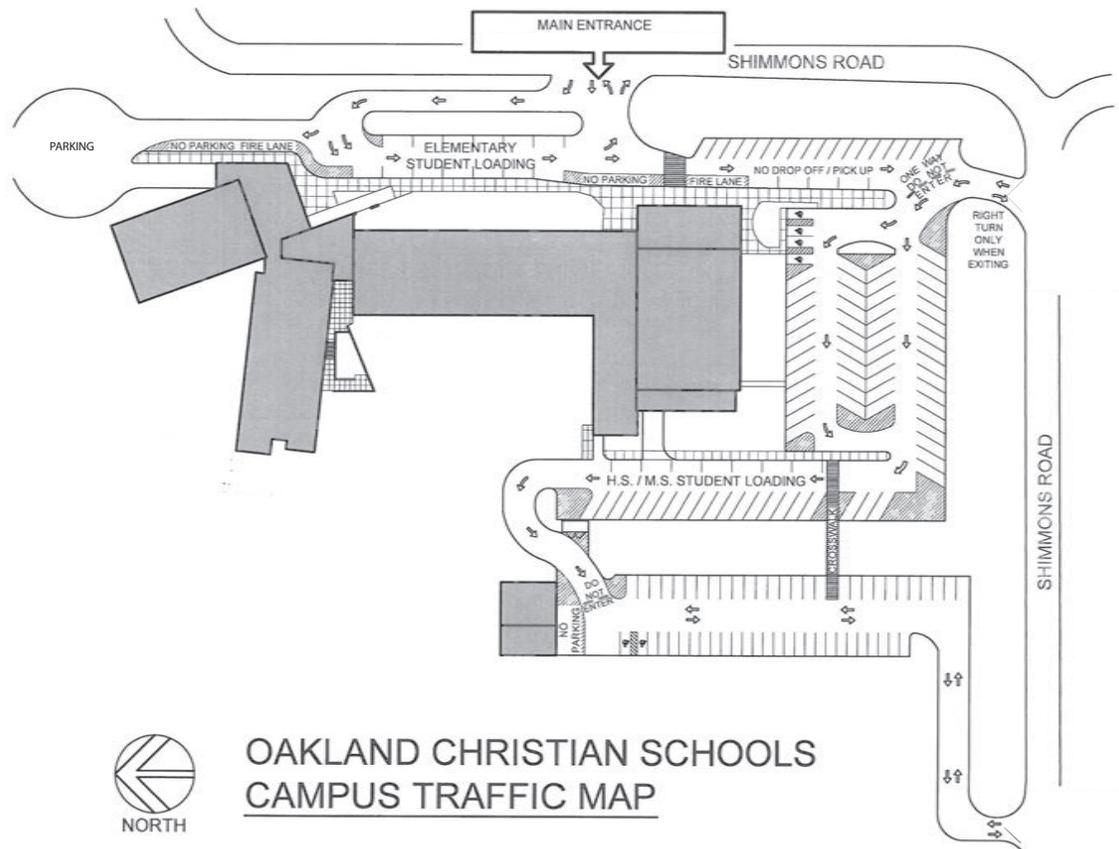 MAIN ENTRANCE
SHIMMONS ROAD
PARKING
NO PARKING FIRE LANE
ELEMENTARY
STUDENT LOADING
NO PARKING
FIRE LANE
NO DROP OFF / PICK UP
ONE WAY
DO NOT
ENTER
RIGHT
TURN
ONLY
WHEN
EXITING
H.S. / M.S. STUDENT LOADING
CROSSWALK
DO
NOT
ENTER
NO
PARKING
SHIMMONS ROAD
NORTH
OAKLAND CHRISTIAN SCHOOLS
CAMPUS TRAFFIC MAP